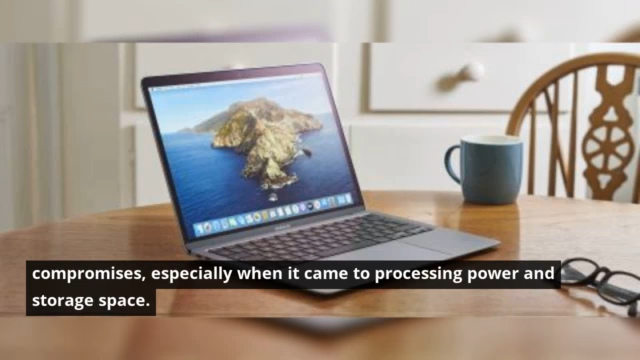 compromises, especially when it came to processing power and
storage space.